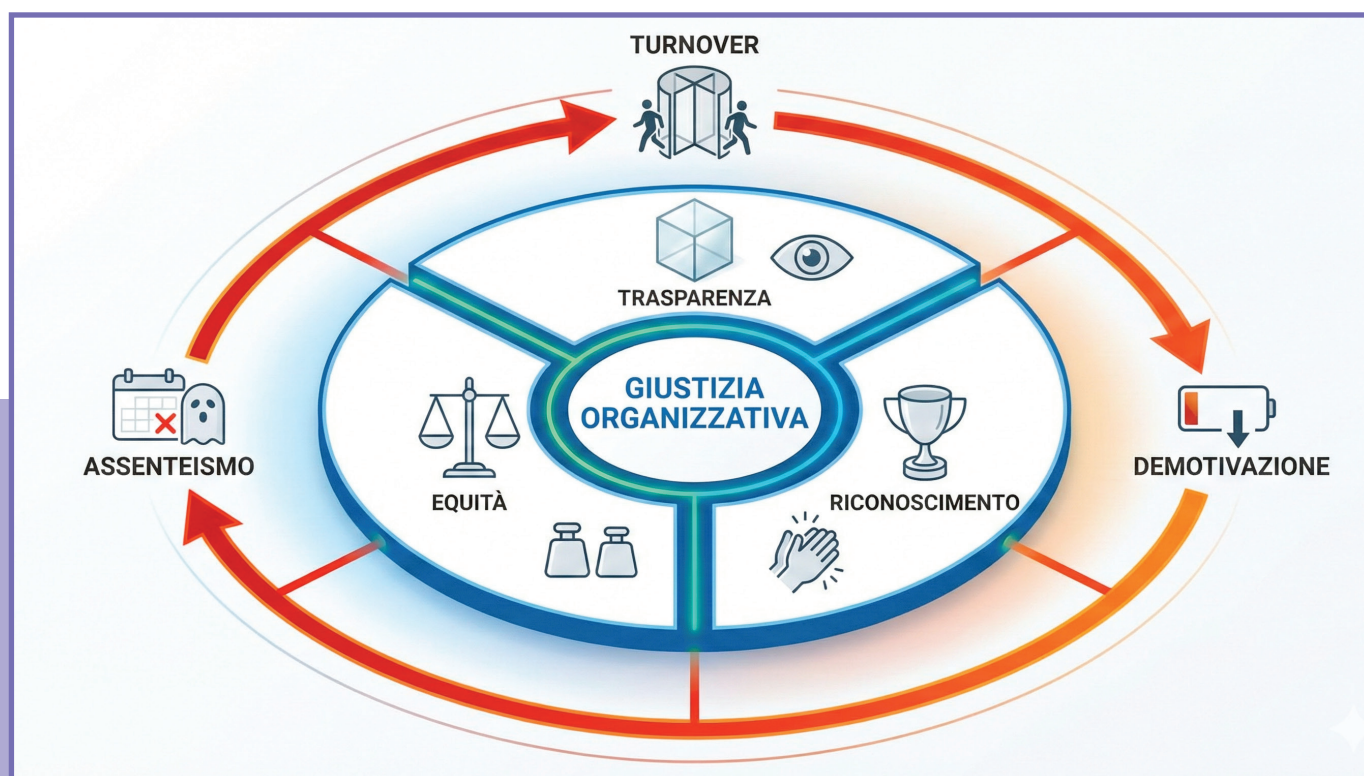 TURNOVER
TRASPARENZA
GIUSTIZIA
ORGANIZZATIVA
ASSENTEISMO
EQUITÀ
RICONOSCIMENTO
DEMOTIVAZIONE